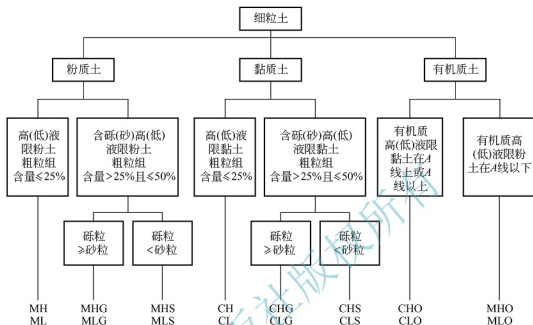 细粒土
粉质土
黏质土
有机质土
高(低)液
限粉土
粗粒组
含量≤25%
含砾(砂)高(低)
液限粉土
粗粒组
含量>25%且≤50%
高(低)液
限黏土
粗粒组
含量≤25%
含砾(砂)高(低)
液限黏土
粗粒组
含量>25%且≤50%
有机质
高(低)液限
黏土在A
线土或A
线以上
有机质高
(低)液限粉
土在A线以下
砾粒
≥砂粒
砾粒
<砂粒
砾粒
≥砂粒
砾粒
<砂粒
MH
ML
MHG
MLG
MHS
MLS
CH
CL
CHG
CLG
CHS
CLS
CHO
CLO
MHO
MLO
社版权所有